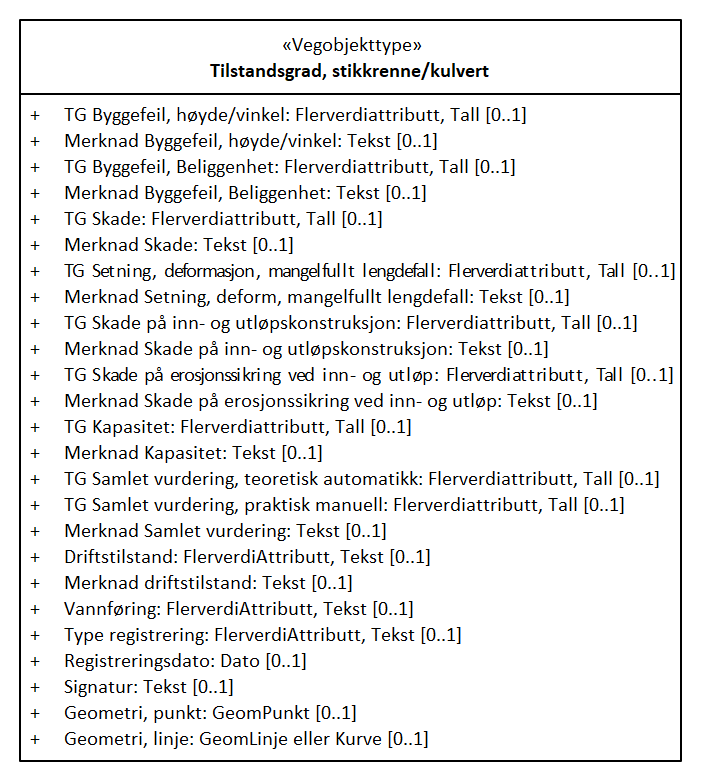 «Vegobjekttype»
Tilstandsgrad, stikkrenne/kulvert
+ TG Byggefeil, høyde/vinkel: Flerverdiattributt, Tall [0..1]
+ Merknad Byggefeil, høyde/vinkel: Tekst [0..1]
+ TG Byggefeil, Beliggenhet: Flerverdiattributt, Tall [0..1]
+ Merknad Byggefeil, Beliggenhet: Tekst [0..1]
+ TG Skade: Flerverdiattributt, Tall [0..1]
+ Merknad Skade: Tekst [0..1]
+ TG Setning, deformasjon, mangelfullt lengdefall: Flerverdiattributt, Tall [0..1]
+ Merknad Setning, deform, mangelfullt lengdefall: Tekst [0..1]
+ TG Skade på inn- og utløpskonstruksjon: Flerverdiattributt, Tall [0..1]
+ Merknad Skade på inn- og utløpskonstruksjon: Tekst [0..1]
+ TG Skade på erosjonssikring ved inn- og utløp: Flerverdiattributt, Tall [0..1]
+ Merknad Skade på erosjonssikring ved inn- og utløp: Tekst [0..1]
+ TG Kapasitet: Flerverdiattributt, Tall [0..1]
+ Merknad Kapasitet: Tekst [0..1]
+ TG Samlet vurdering, teoretisk automatikk: Flerverdiattributt, Tall [0..1]
+ TG Samlet vurdering, praktisk manuell: Flerverdiattributt, Tall [0..1]
+ Merknad Samlet vurdering: Tekst [0..1]
+ Driftstilstand: FlerverdiAttributt, Tekst [0..1]
+ Merknad driftstilstand: Tekst [0..1]
+ Vannføring: FlerverdiAttributt, Tekst [0..1]
+ Type registrering: FlerverdiAttributt, Tekst [0..1]
+ Registreringsdato: Dato [0..1]
+ Signatur: Tekst [0..1]
+ Geometri, punkt: GeomPunkt [0..1]
+ Geometri, linje: GeomLinje eller Kurve [0..1]